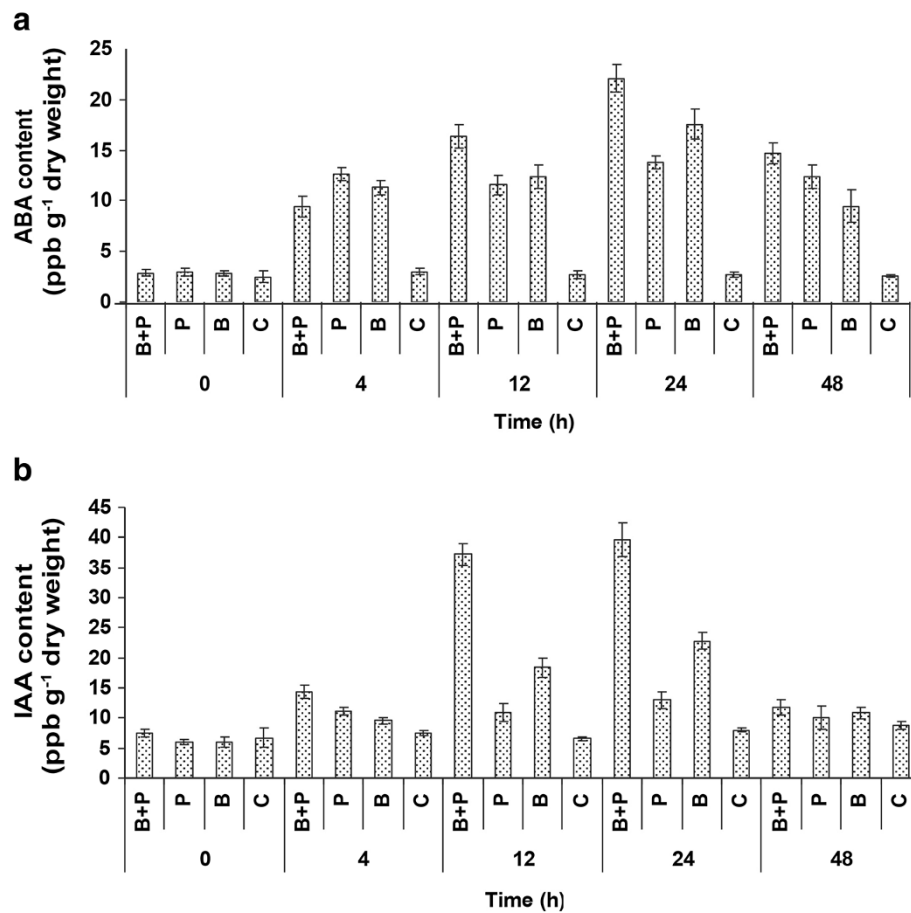 a
ABA content
(ppb g⁻¹ dry weight)
25
20
15
10
5
0
B+P P B C B+P P B C B+P P B C B+P P B C B+P P B C
0 4 12 24 48
Time (h)
b
IAA content
(ppb g⁻¹ dry weight)
45
40
35
30
25
20
15
10
5
0
B+P P B C B+P P B C B+P P B C B+P P B C B+P P B C
0 4 12 24 48
Time (h)